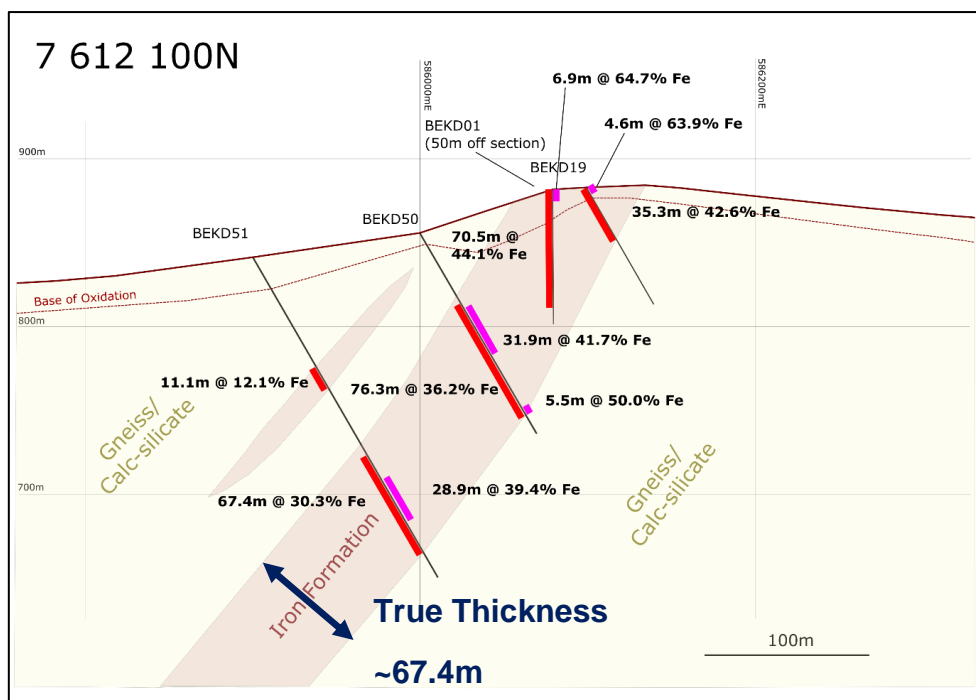 7 612 100N
586000mE
586200mE
6.9m @ 64.7% Fe
4.6m @ 63.9% Fe
BEKD01
(50m off section)
BEKD19
900m
35.3m @ 42.6% Fe
BEKD50
BEKD51
70.5m @
44.1% Fe
Base of Oxidation
800m
31.9m @ 41.7% Fe
11.1m @ 12.1% Fe
76.3m @ 36.2% Fe
5.5m @ 50.0% Fe
Gneiss/
Calc-silicate
Gneiss/
Calc-silicate
700m
28.9m @ 39.4% Fe
67.4m @ 30.3% Fe
Iron Formation
True Thickness
~67.4m
100m